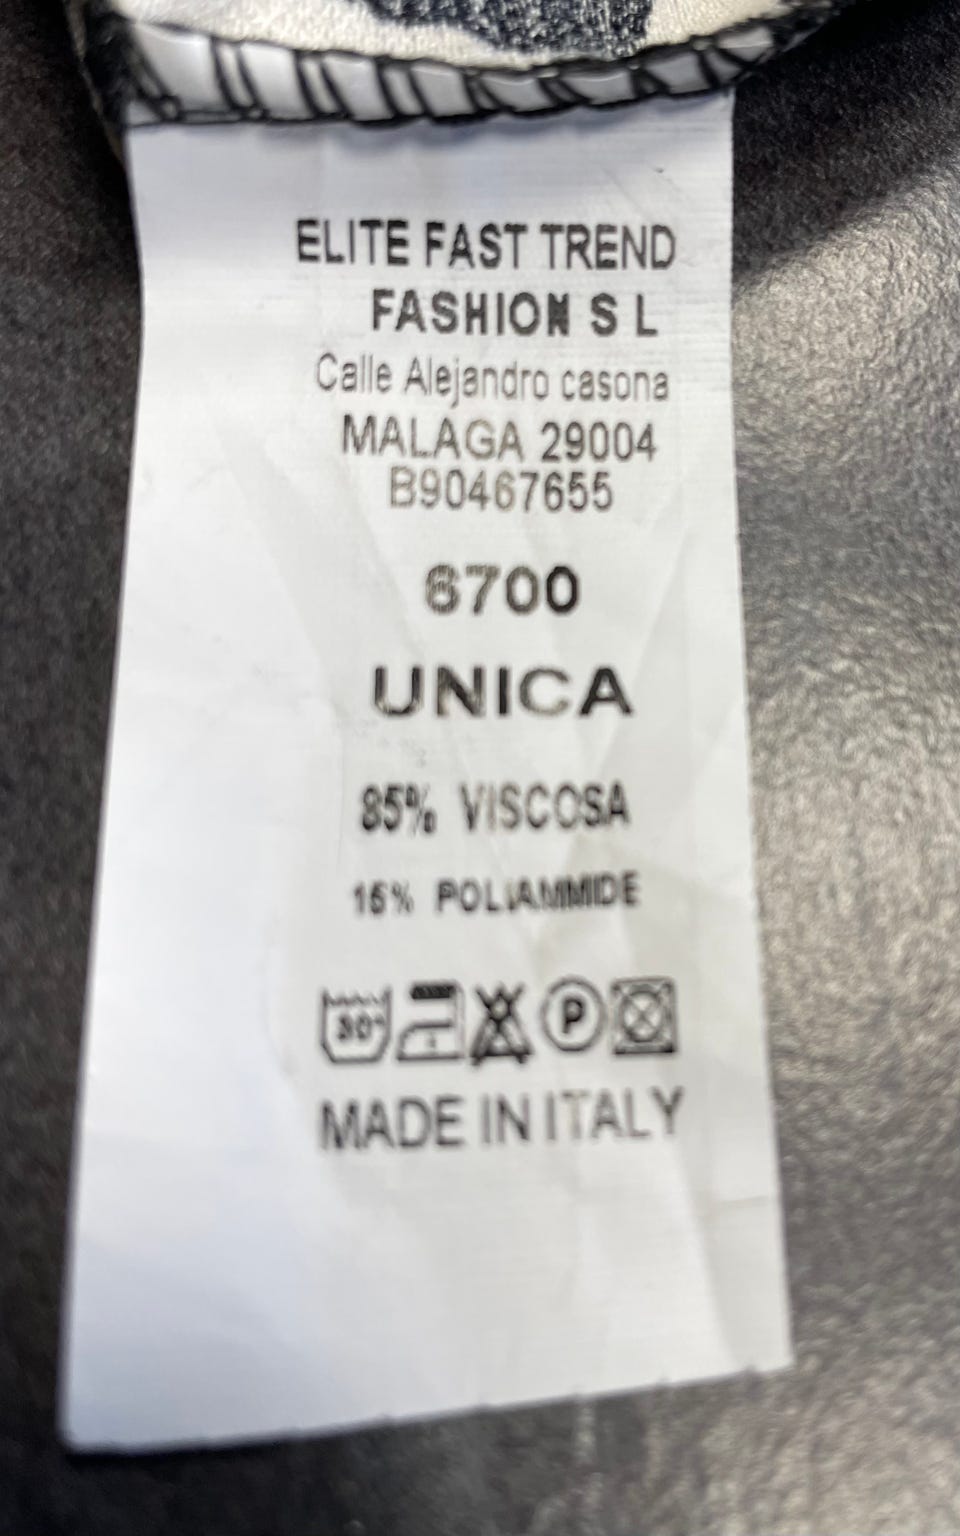 ELITE FAST TREND
FASHION S L
Calle Alejandro casona
MALAGA 29004
B90467655
6700
UNICA
85% VISCOSA
15% POLIAMMIDE
30°
P
MADE IN ITALY